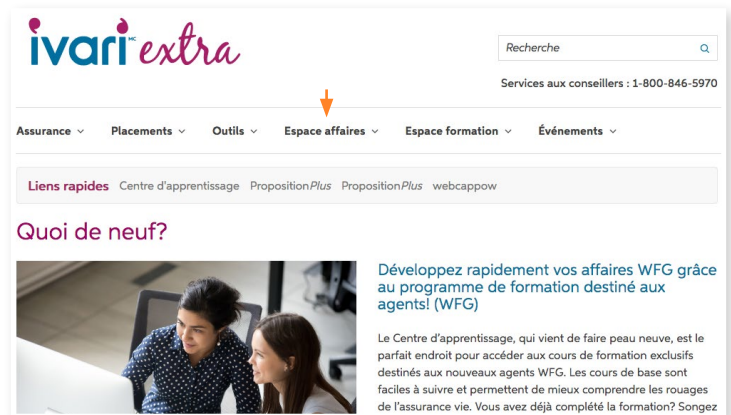 ivari MC extra
Recherche
Services aux conseillers : 1-800-846-5970
Assurance Placements Outils Espace affaires Espace formation Événements
Liens rapides Centre d'apprentissage PropositionPlus PropositionPlus webcappow
Quoi de neuf?
Développez rapidement vos affaires WFG grâce
au programme de formation destiné aux
agents! (WFG)
Le Centre d'apprentissage, qui vient de faire peau neuve, est le
parfait endroit pour accéder aux cours de formation exclusifs
destinés aux nouveaux agents WFG. Les cours de base sont
faciles à suivre et permettent de mieux comprendre les rouages
de l'assurance vie. Vous avez déjà complété la formation? Songez